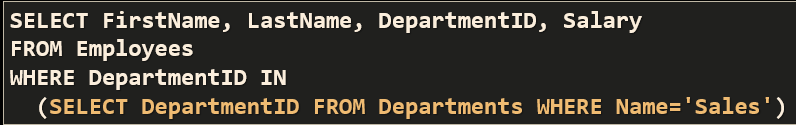 SELECT FirstName, LastName, DepartmentID, Salary
FROM Employees
WHERE DepartmentID IN
(SELECT DepartmentID FROM Departments WHERE Name='Sales')